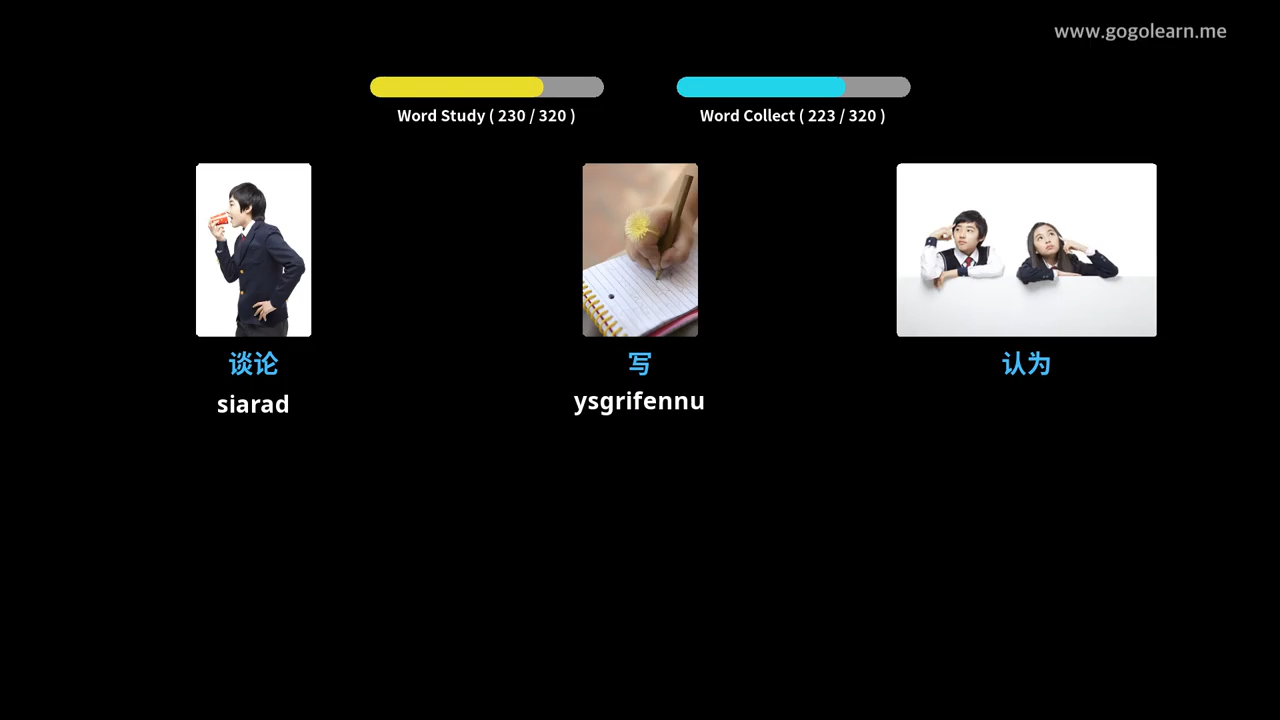 www.gogolearn.me
Word Study ( 230 / 320 )
Word Collect ( 223 / 320 )
谈论
写
认为
siarad
ysgrifennu